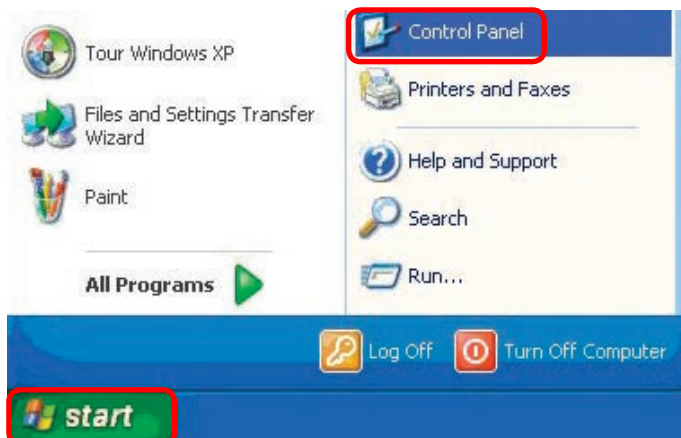 Tour Windows XP
Files and Settings Transfer
Wizard
Paint
All Programs
Control Panel
Printers and Faxes
Help and Support
Search
Run...
Log Off
Turn Off Computer
start